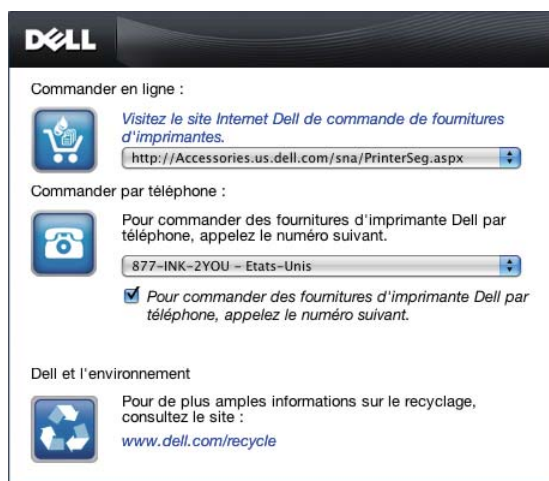 DELL
Commander en ligne :
Visitez le site Internet Dell de commande de fournitures
d'imprimantes.
http://Accessories.us.dell.com/sna/PrinterSeg.aspx
Commander par téléphone :
Pour commander des fournitures d'imprimante Dell par
téléphone, appelez le numéro suivant.
877-INK-2YOU - Etats-Unis
Pour commander des fournitures d'imprimante Dell par
téléphone, appelez le numéro suivant.
Dell et l'environnement
Pour de plus amples informations sur le recyclage,
consultez le site :
www.dell.com/recycle